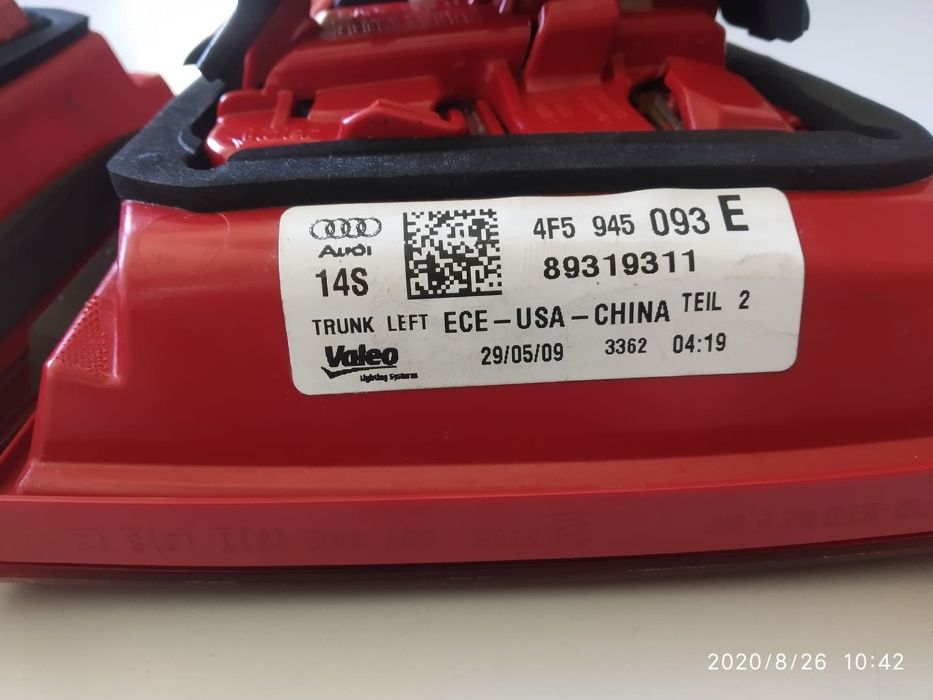 Audi
4F5 945 093 E
14S
89319311
TRUNK LEFT ECE-USA-CHINA TEIL 2
Valeo
Lighting Systems
29/05/09 3362 04:19
2020/8/26 10:42